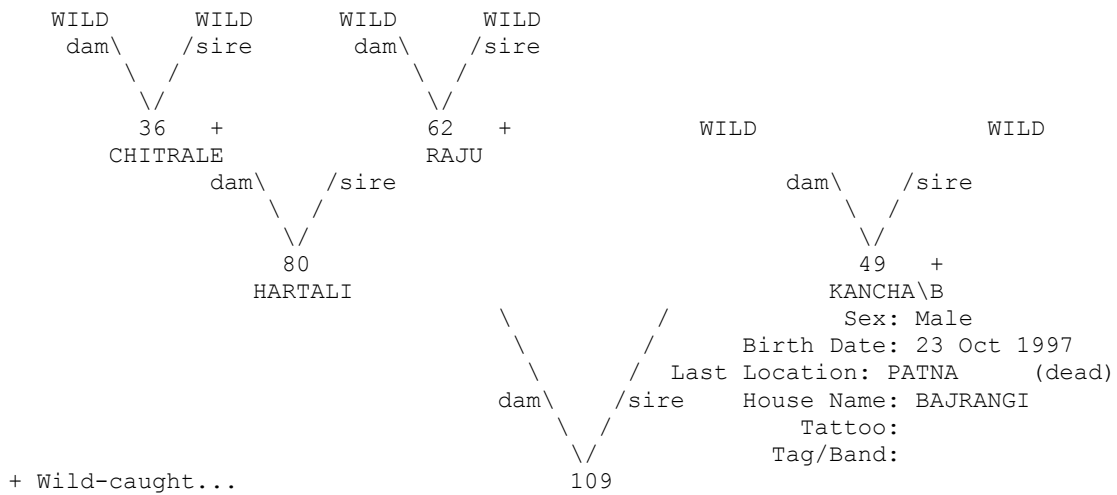 WILD WILD WILD WILD
dam\ /sire dam\ /sire
\ / \ /
\/ \/
36 + 62 + WILD WILD
CHITRALE RAJU
dam\ /sire dam\ /sire
\ / \ /
\/ \/
80 49 +
HARTALI KANCHA\B
\ / Sex: Male
\ / Birth Date: 23 Oct 1997
\ / Last Location: PATNA (dead)
dam\ /sire House Name: BAJRANGI
\ / Tattoo:
\/ Tag/Band:
+ Wild-caught... 109